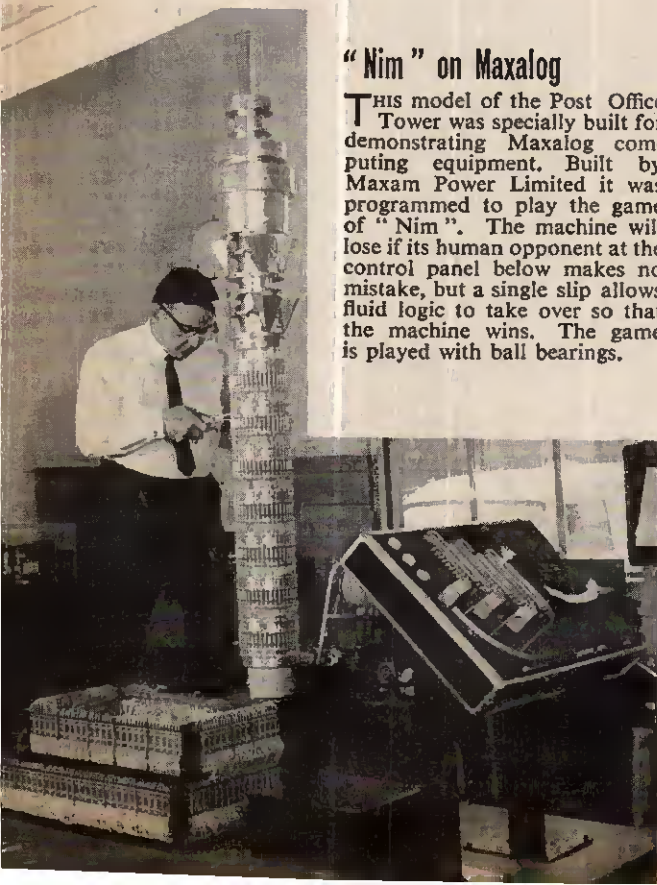 "Nim" on Maxalog
THIS model of the Post Office
Tower was specially built for
demonstrating Maxalog com
puting equipment. Built by
Maxam Power Limited it was
programmed to play the game
of "Nim". The machine wil
lose if its human opponent at the
control panel below makes no
mistake, but a single slip allows
fluid logic to take over so that
the machine wins. The game
is played with ball bearings.